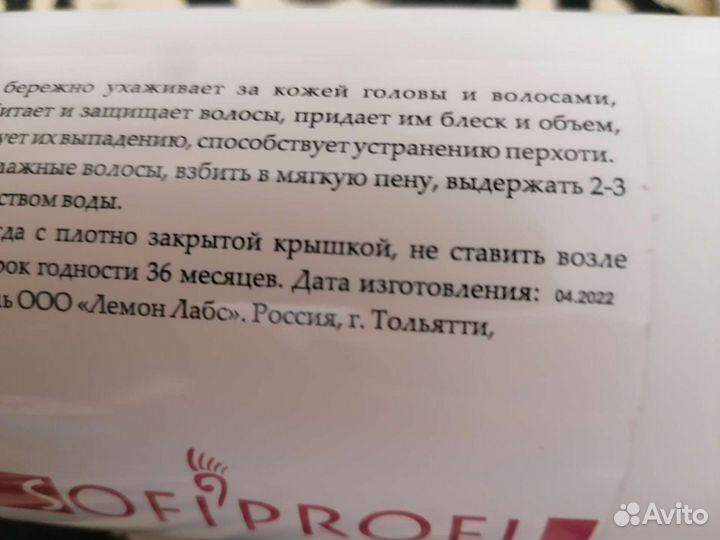 бережно ухаживает за кожей головы и волосами,
итает и защищает волосы, придает им блеск и объем,
ует их выпадению, способствует устранению перхоти.
лажные волосы, взбить в мягкую пену, выдержать 2-3
ством воды.
да с плотно закрытой крышкой, не ставить возле
рок годности 36 месяцев. Дата изготовления: 04.2022
ь ООО «Лемон Лабс». Россия, г. Тольятти,
SOFIPROFI
Avito